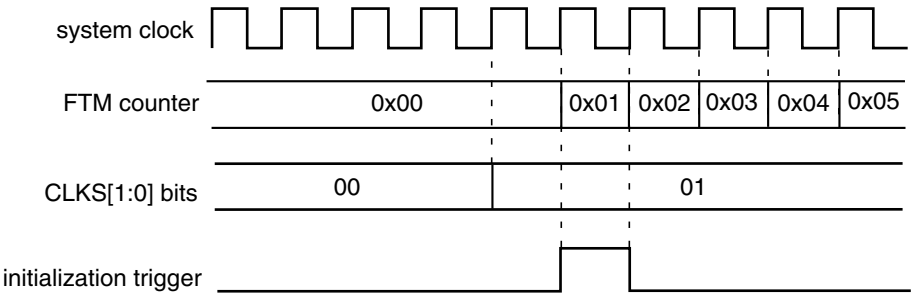 system clock
FTM counter 0x00 0x01 0x02 0x03 0x04 0x05
CLKS[1:0] bits 00 01
initialization trigger